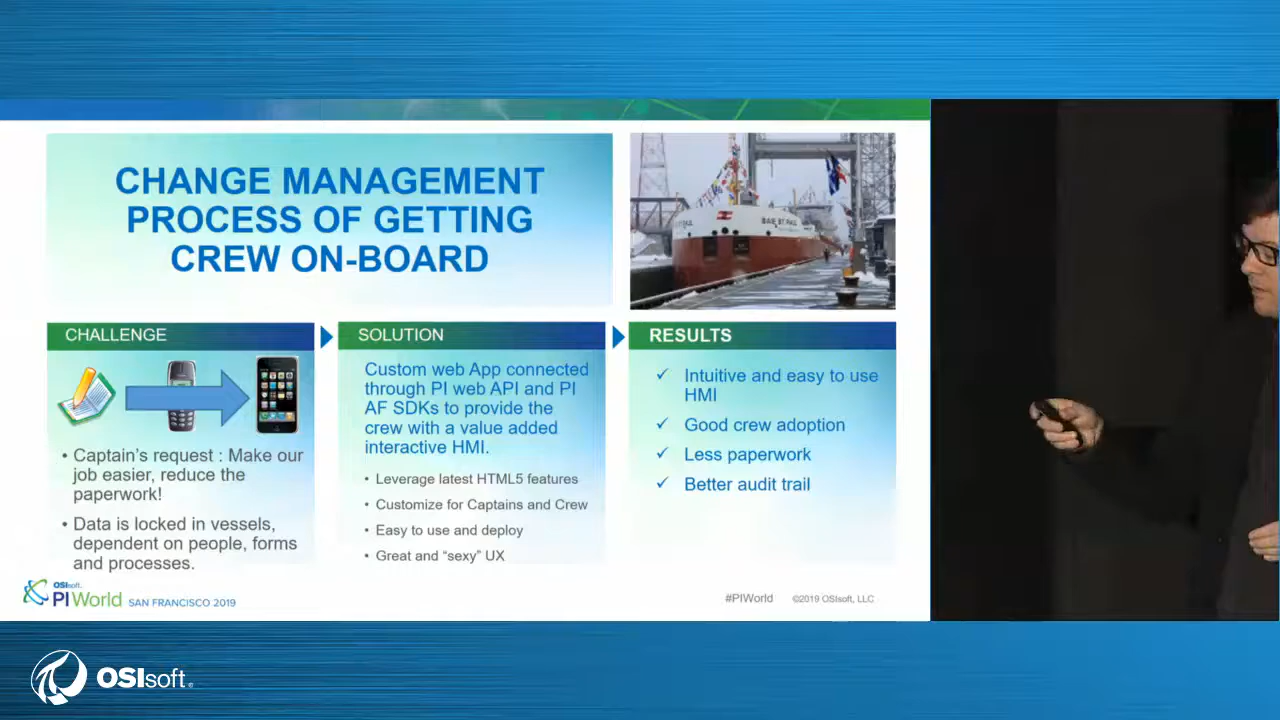 CHANGE MANAGEMENT
PROCESS OF GETTING
CREW ON-BOARD
CHALLENGE
• Captain's request : Make our
job easier, reduce the
paperwork!
• Data is locked in vessels,
dependent on people, forms
and processes.
SOLUTION
Custom web App connected
through PI web API and PI
AF SDKs to provide the
crew with a value added
interactive HMI.
• Leverage latest HTML5 features
• Customize for Captains and Crew
• Easy to use and deploy
• Great and “sexy” UX
RESULTS
✓ Intuitive and easy to use
HMI
✓ Good crew adoption
✓ Less paperwork
✓ Better audit trail
OSIsoft.
PI World SAN FRANCISCO 2019
#PIWorld ©2019 OSIsoft, LLC
OSIsoft.